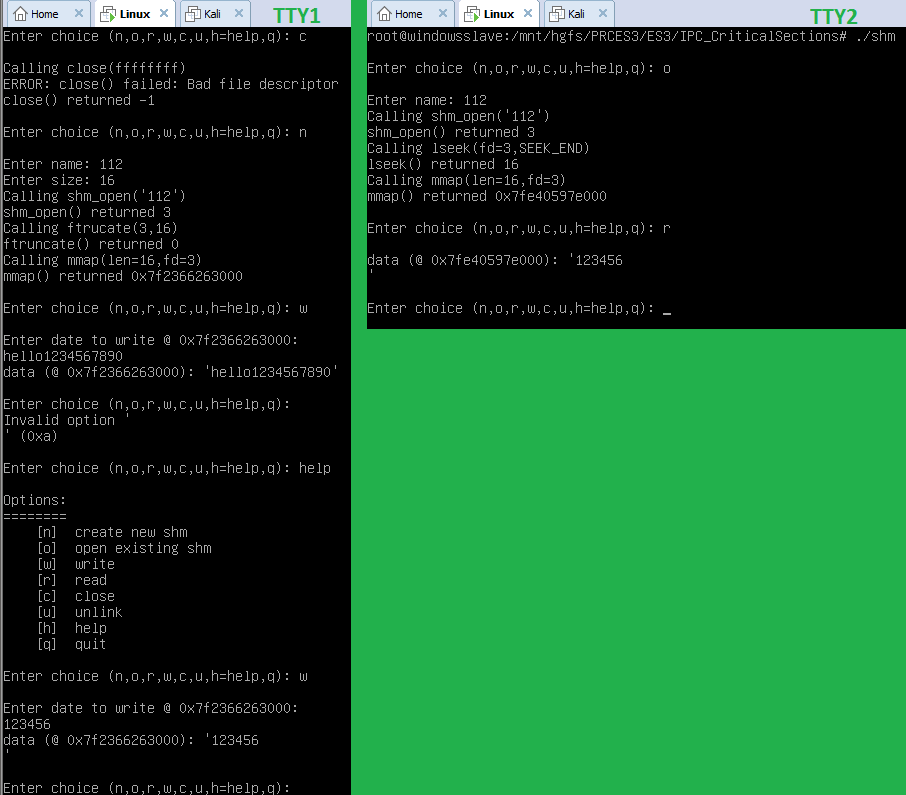 Home × Linux × Kali × TTY1
Enter choice (n,o,r,w,c,u,h=help,q): c
Calling close(ffffffff)
ERROR: close() failed: Bad file descriptor
close() returned -1
Enter choice (n,o,r,w,c,u,h=help,q): n
Enter name: 112
Enter size: 16
Calling shm_open('112')
shm_open() returned 3
Calling ftrucate(3,16)
ftruncate() returned 0
Calling mmap(len=16,fd=3)
mmap() returned 0x7f2366263000
Enter choice (n,o,r,w,c,u,h=help,q): w
Enter date to write @ 0x7f2366263000:
hello1234567890
data (@ 0x7f2366263000): 'hello1234567890'
Enter choice (n,o,r,w,c,u,h=help,q):
Invalid option '
' (0xa)
Enter choice (n,o,r,w,c,u,h=help,q): help
Options:
========
[n] create new shm
[o] open existing shm
[w] write
[r] read
[c] close
[u] unlink
[h] help
[q] quit
Enter choice (n,o,r,w,c,u,h=help,q): w
Enter date to write @ 0x7f2366263000:
123456
data (@ 0x7f2366263000): '123456
'
Enter choice (n,o,r,w,c,u,h=help,q):
Home × Linux × Kali × TTY2
root@windowsslave:/mnt/hgfs/PRCES3/ES3/IPC_CriticalSections# ./shm
Enter choice (n,o,r,w,c,u,h=help,q): o
Enter name: 112
Calling shm_open('112')
shm_open() returned 3
Calling lseek(fd=3,SEEK_END)
lseek() returned 16
Calling mmap(len=16,fd=3)
mmap() returned 0x7fe40597e000
Enter choice (n,o,r,w,c,u,h=help,q): r
data (@ 0x7fe40597e000): '123456
'
Enter choice (n,o,r,w,c,u,h=help,q): _